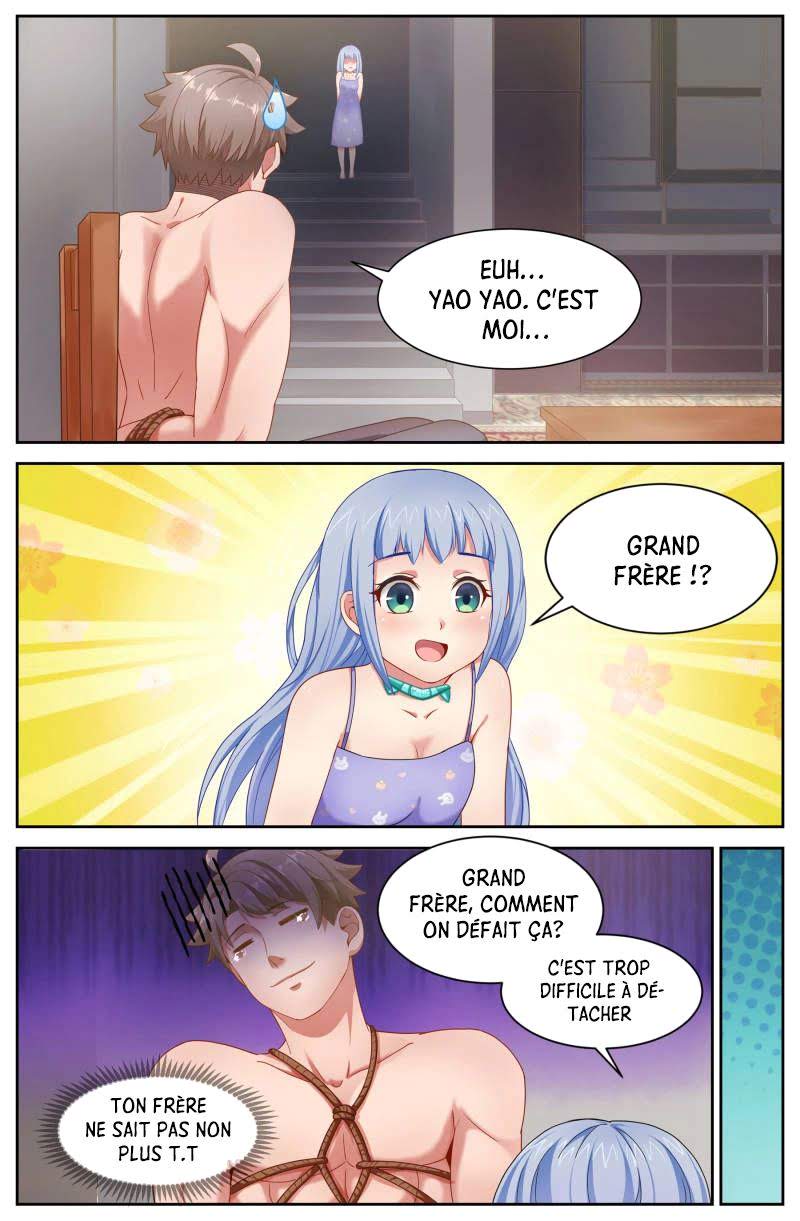 EUH...
YAO YAO. C'EST
MOI...
GRAND
FRÈRE !?
GRAND
FRÈRE, COMMENT
ON DÉFAIT ÇA?
C'EST TROP
DIFFICILE À DÉ-
TACHER
TON FRÈRE
NE SAIT PAS NON
PLUS T.T